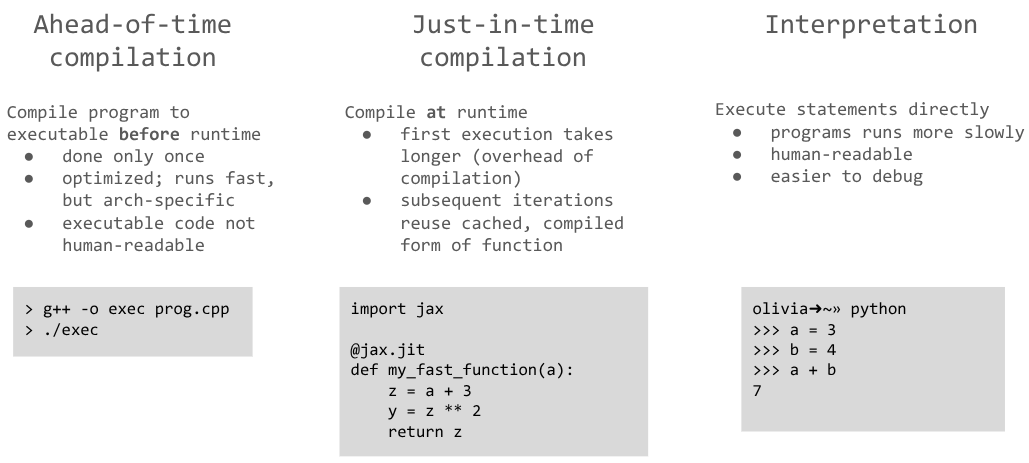 Ahead-of-time
compilation
Compile program to
executable before runtime
● done only once
● optimized; runs fast,
but arch-specific
● executable code not
human-readable
> g++ -o exec prog.cpp
> ./exec
Just-in-time
compilation
Compile at runtime
● first execution takes
longer (overhead of
compilation)
● subsequent iterations
reuse cached, compiled
form of function
import jax
@jax.jit
def my_fast_function(a):
    z = a + 3
    y = z ** 2
    return z
Interpretation
Execute statements directly
● programs runs more slowly
● human-readable
● easier to debug
olivia➜~» python
>>> a = 3
>>> b = 4
>>> a + b
7